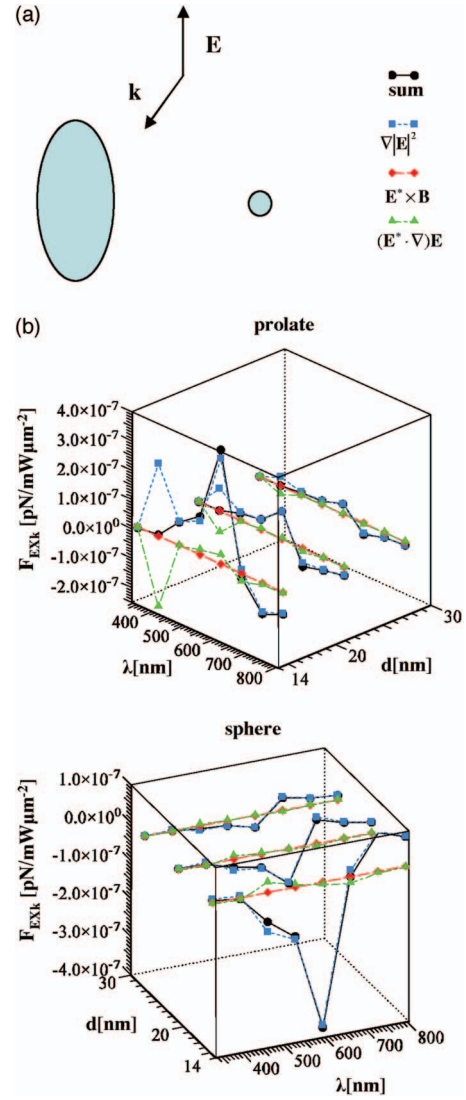 (a)
E
k
sum
∇|E|²
E* × B
(E* · ∇)E
(b)
prolate
F_EXk [pN/mWμm⁻²]
4.0×10⁻⁷
3.0×10⁻⁷
2.0×10⁻⁷
1.0×10⁻⁷
0.0×10⁰
-1.0×10⁻⁷
-2.0×10⁻⁷
400
500
600
700
800
λ[nm]
14
20
30
d[nm]
sphere
F_EXk [pN/mWμm⁻²]
1.0×10⁻⁷
0.0×10⁰
-1.0×10⁻⁷
-2.0×10⁻⁷
-3.0×10⁻⁷
-4.0×10⁻⁷
30
20
14
d[nm]
400
500
600
700
800
λ[nm]